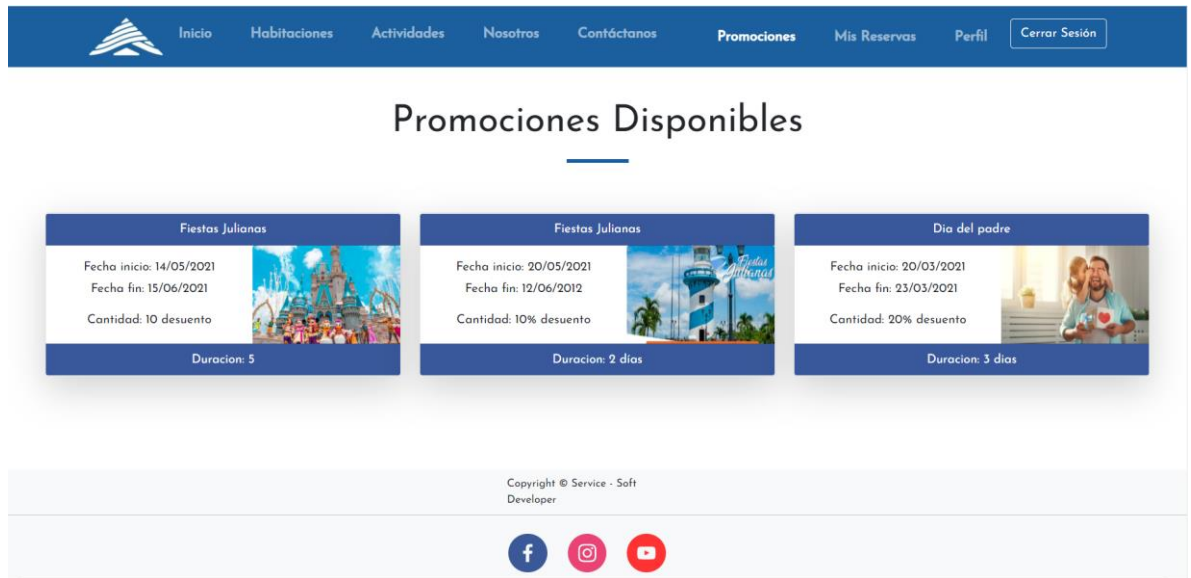 Inicio Habitaciones Actividades Nosotros Contáctanos Promociones Mis Reservas Perfil Cerrar Sesión
Promociones Disponibles
Fiestas Julianas
Fecha inicio: 14/05/2021
Fecha fin: 15/06/2021
Cantidad: 10 desuento
Duracion: 5
Fiestas Julianas
Fecha inicio: 20/05/2021
Fecha fin: 12/06/2012
Cantidad: 10% desuento
Fiestas
Julianas
Duracion: 2 días
Dia del padre
Fecha inicio: 20/03/2021
Fecha fin: 23/03/2021
Cantidad: 20% desuento
Duracion: 3 dias
Copyright © Service - Soft
Developer